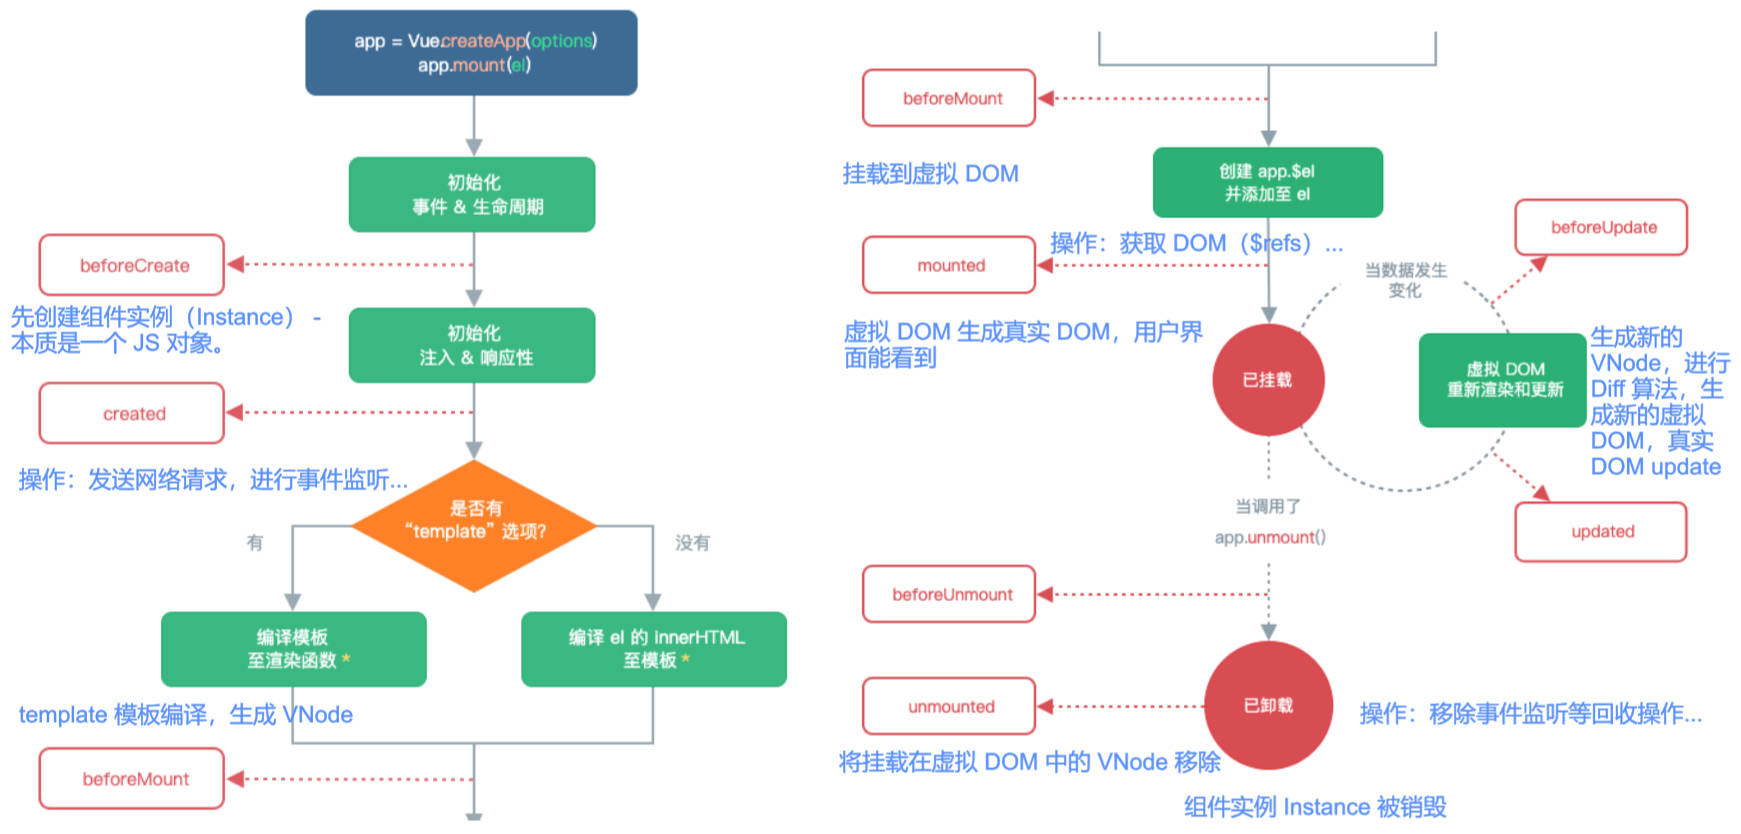 app = Vue.createApp(options)
app.mount(el)
初始化
事件 & 生命周期
beforeCreate
先创建组件实例（Instance） -
本质是一个 JS 对象。
初始化
注入 & 响应性
created
操作：发送网络请求，进行事件监听...
是否有
“template” 选项?
有
没有
编译模板
至渲染函数 *
编译 el 的 innerHTML
至模板 *
template 模板编译，生成 VNode
beforeMount
beforeMount
挂载到虚拟 DOM
创建 app.$el
并添加至 el
操作：获取 DOM（$refs）...
mounted
虚拟 DOM 生成真实 DOM，用户界
面能看到
已挂载
当数据发生
变化
beforeUpdate
虚拟 DOM
重新渲染和更新
生成新的
VNode，进行
Diff 算法，生
成新的虚拟
DOM，真实
DOM update
updated
当调用了
app.unmount()
beforeUnmount
已卸载
unmounted
操作：移除事件监听等回收操作...
将挂载在虚拟 DOM 中的 VNode 移除
组件实例 Instance 被销毁